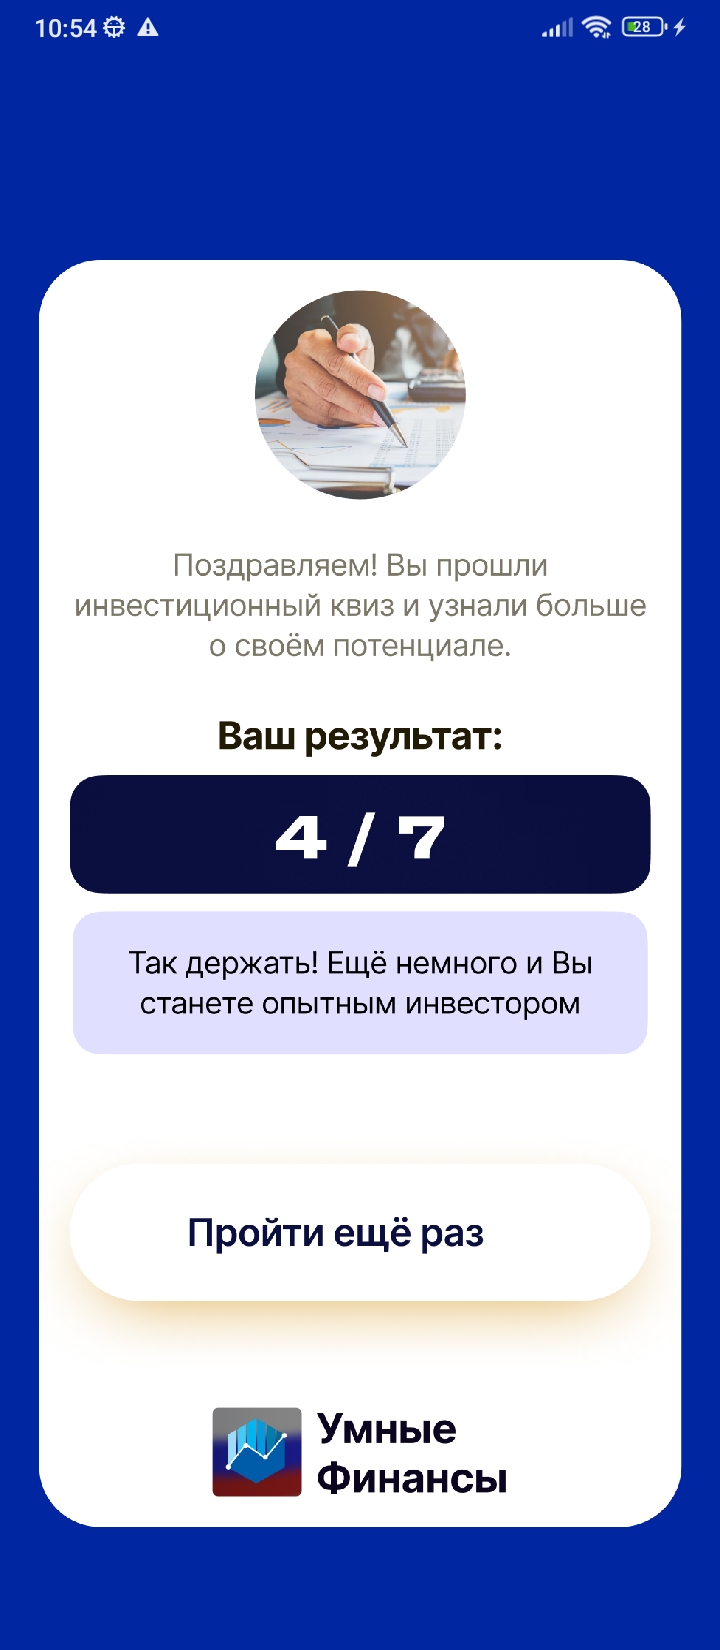 10:54
28
Поздравляем! Вы прошли
инвестиционный квиз и узнали больше
о своём потенциале.
Ваш результат:
4 / 7
Так держать! Ещё немного и Вы
станете опытным инвестором
Пройти ещё раз
Умные
Финансы